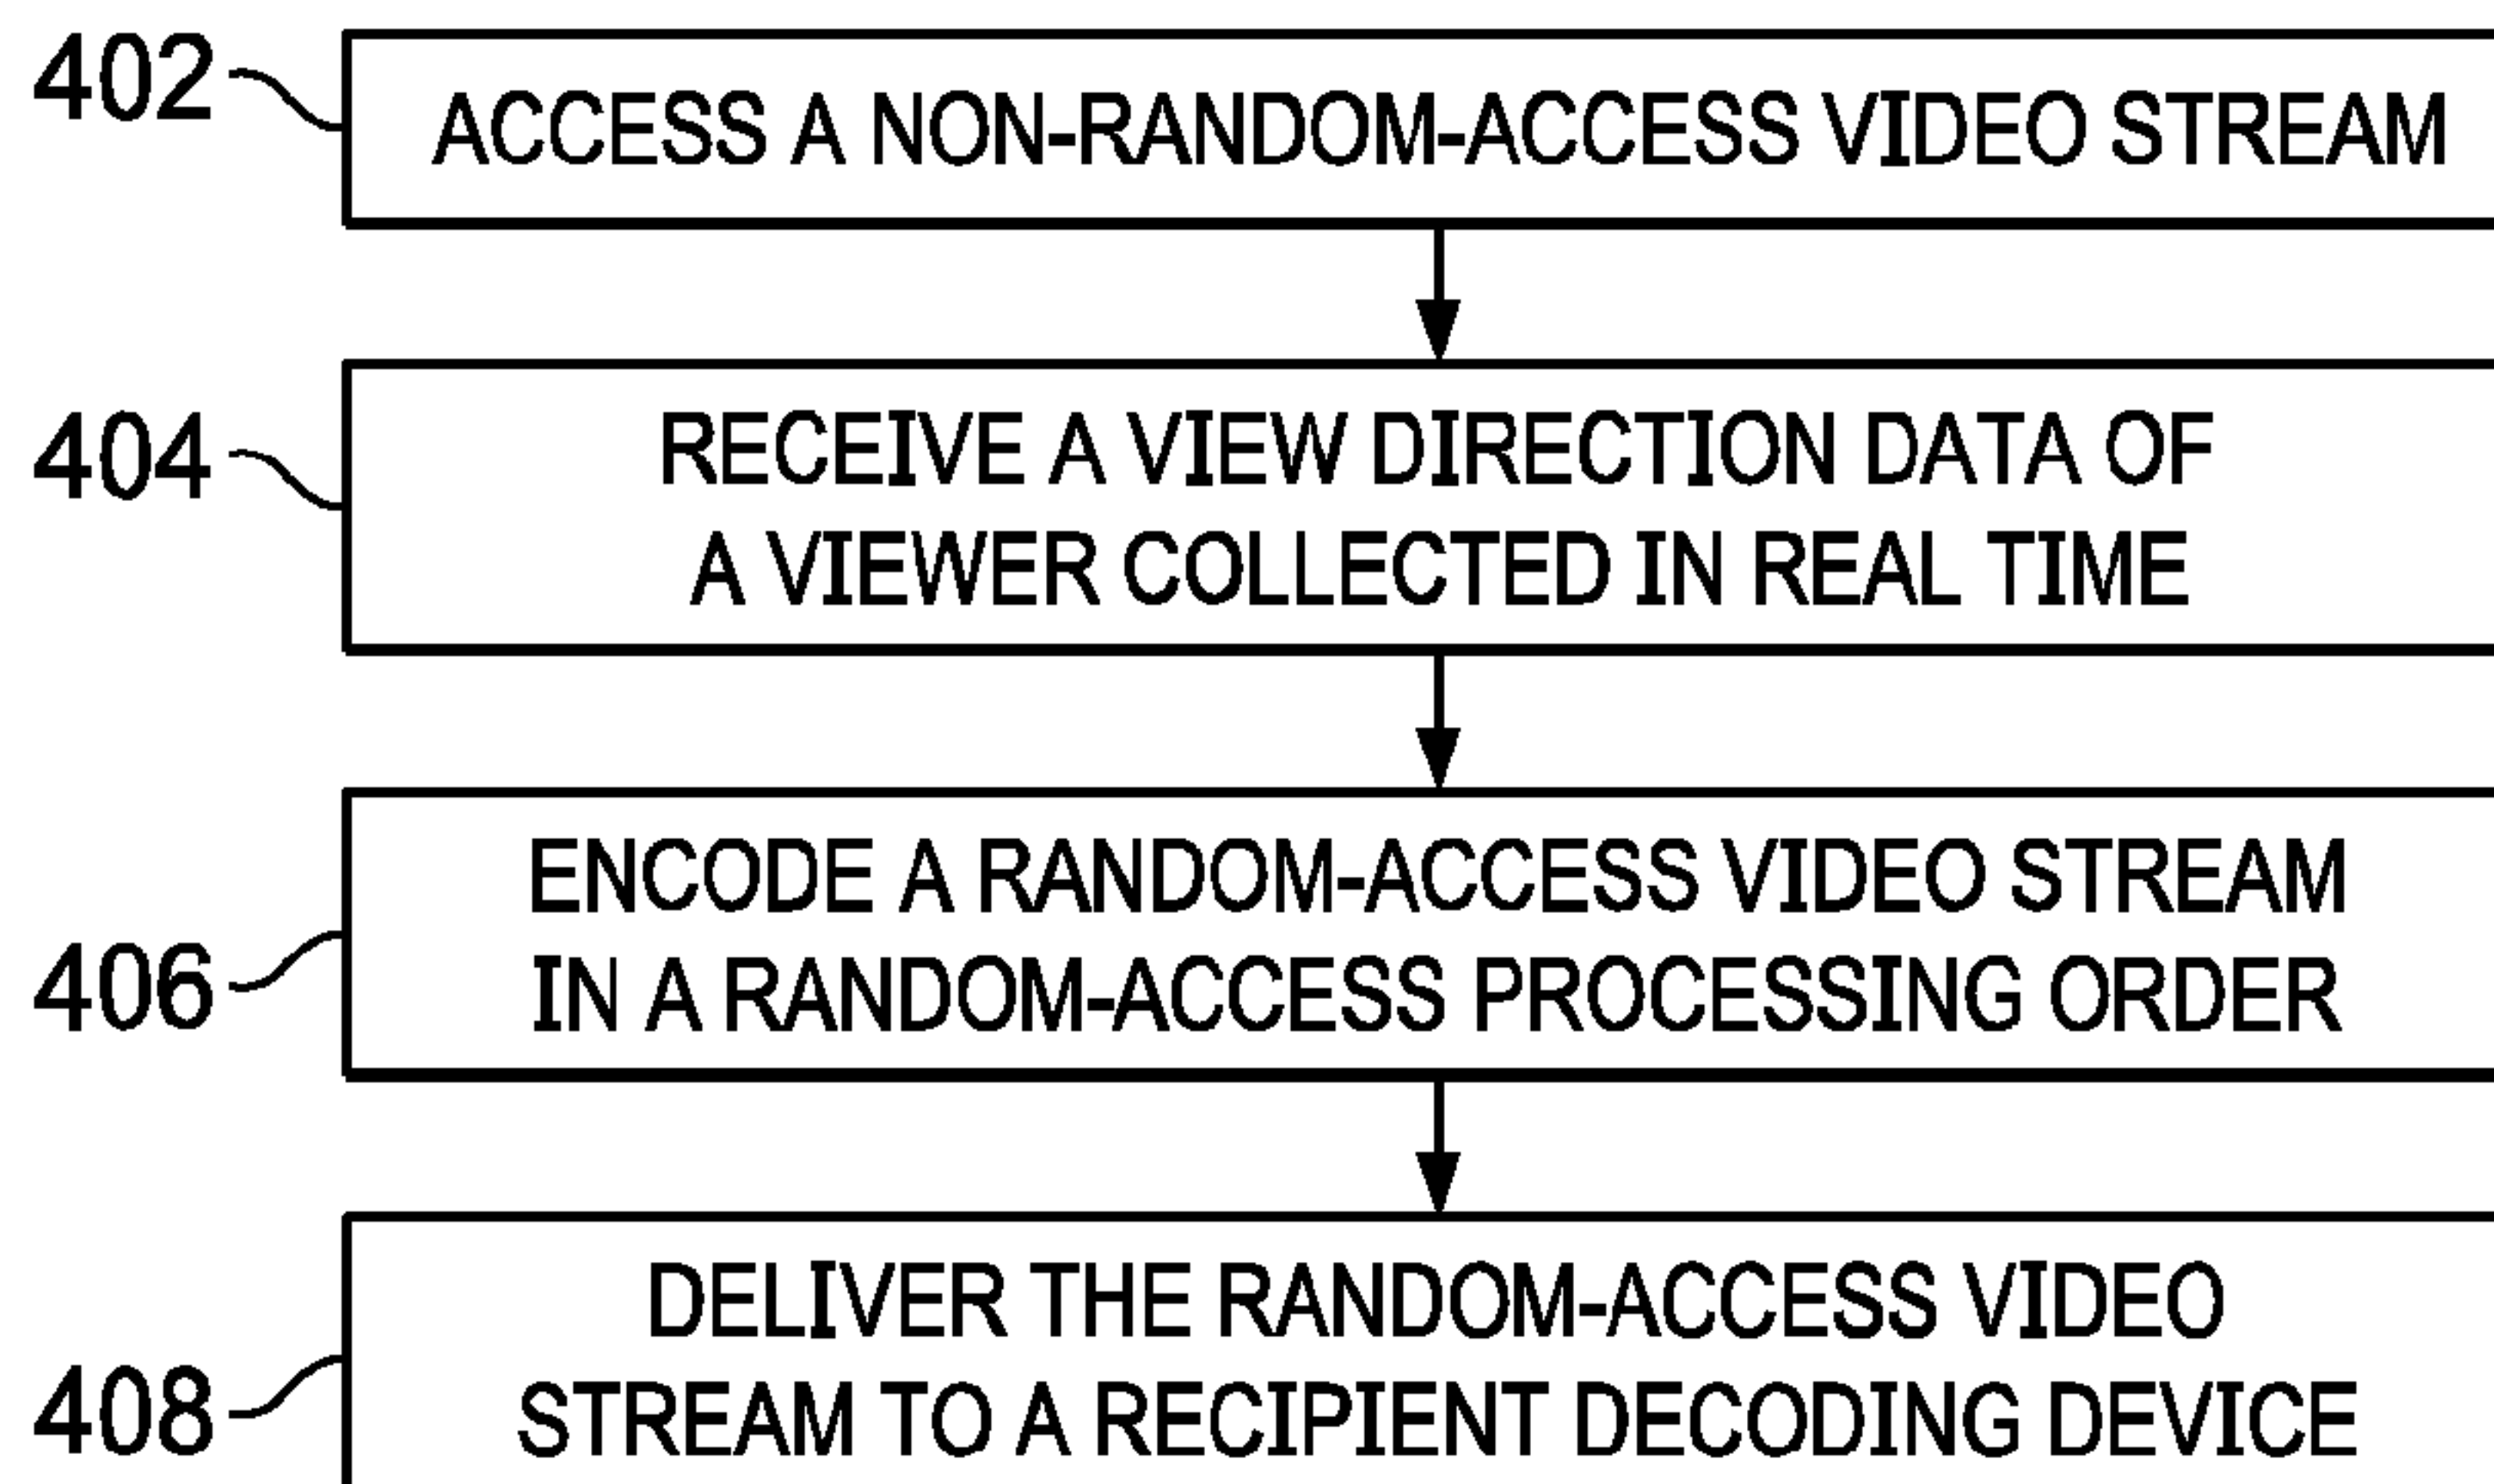 402
ACCESS A NON-RANDOM-ACCESS VIDEO STREAM
404
RECEIVE A VIEW DIRECTION DATA OF
A VIEWER COLLECTED IN REAL TIME
406
ENCODE A RANDOM-ACCESS VIDEO STREAM
IN A RANDOM-ACCESS PROCESSING ORDER
408
DELIVER THE RANDOM-ACCESS VIDEO
STREAM TO A RECIPIENT DECODING DEVICE